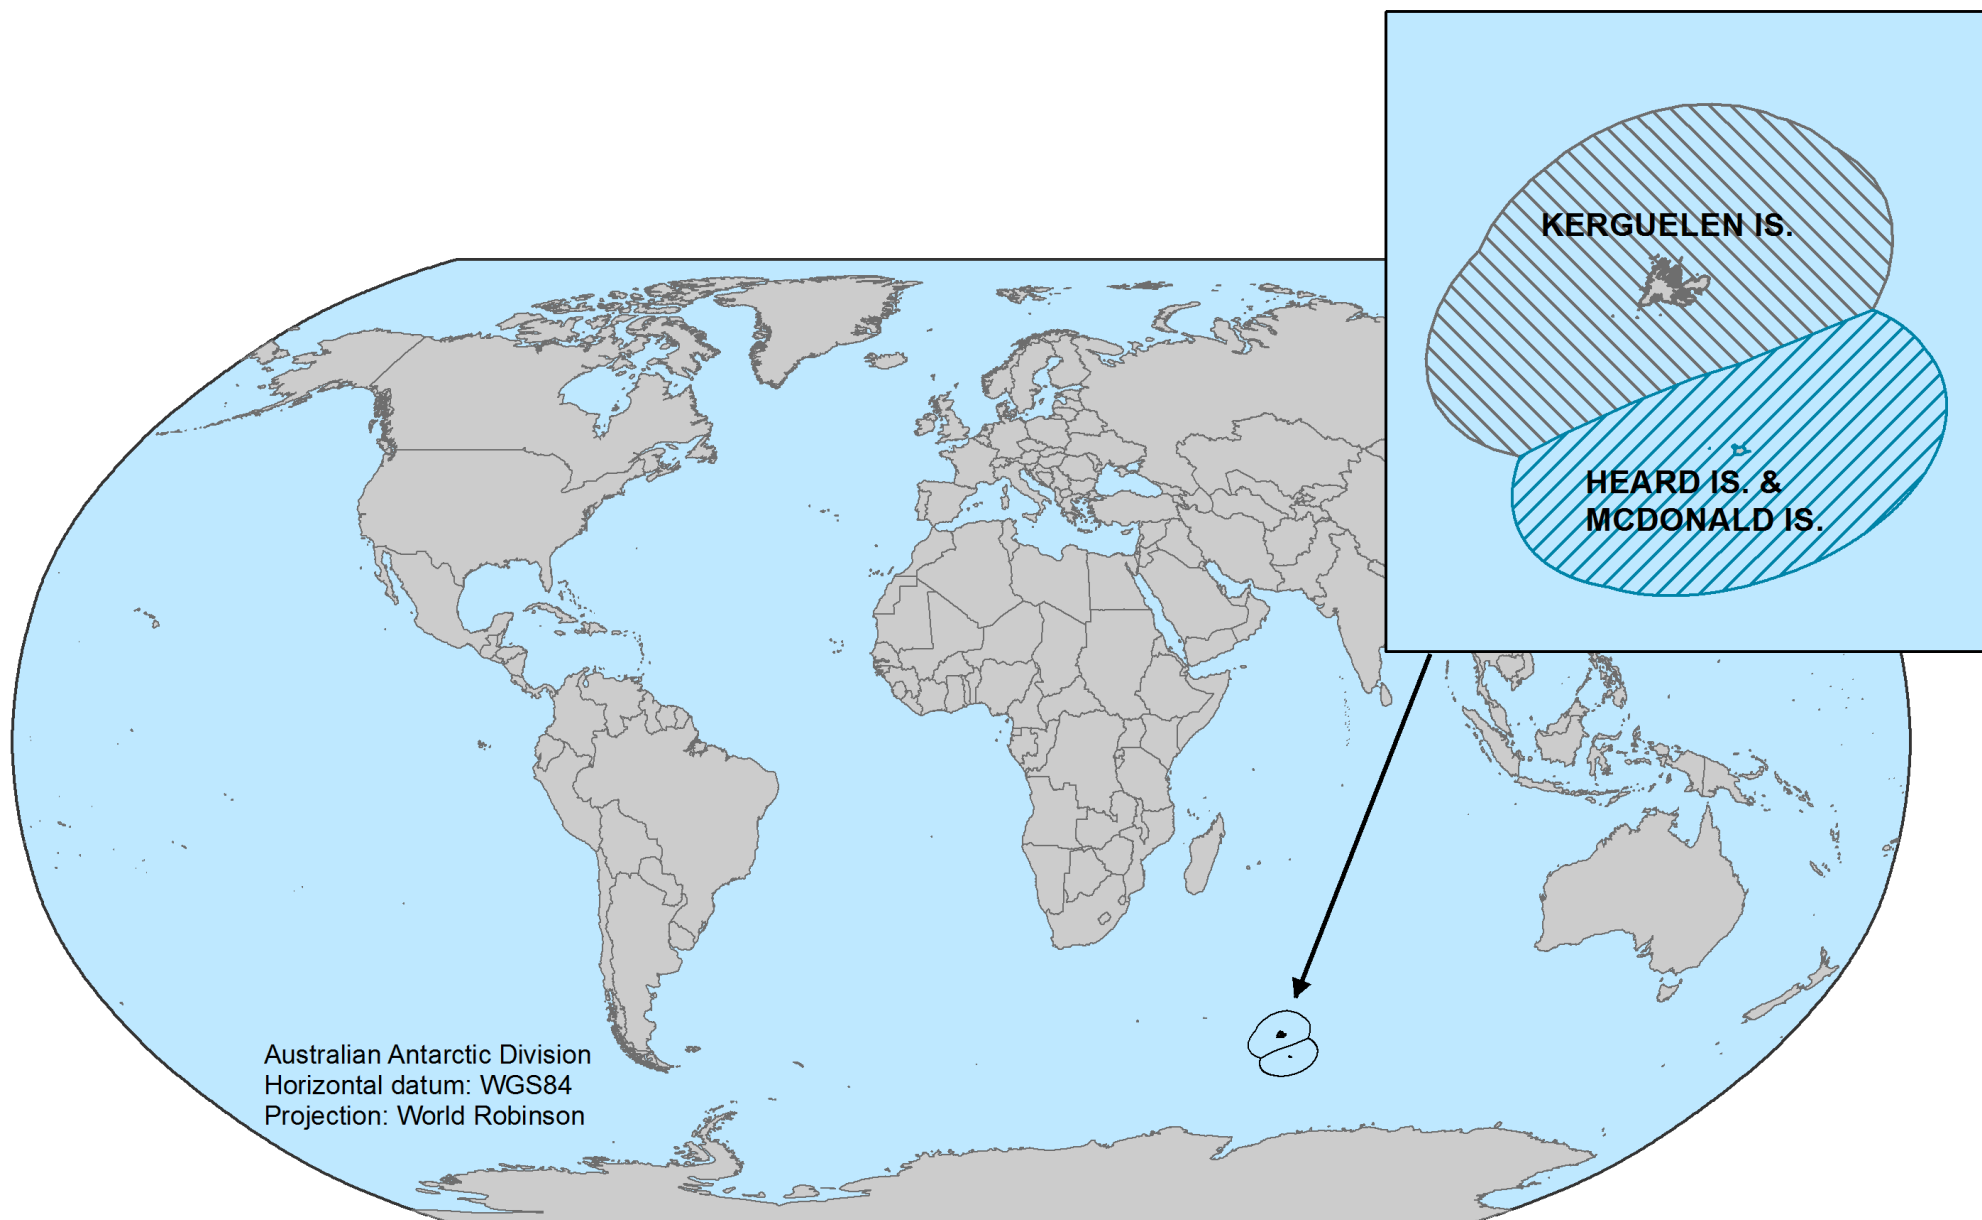 KERGUELEN IS.
HEARD IS. &
MCDONALD IS.
Australian Antarctic Division
Horizontal datum: WGS84
Projection: World Robinson